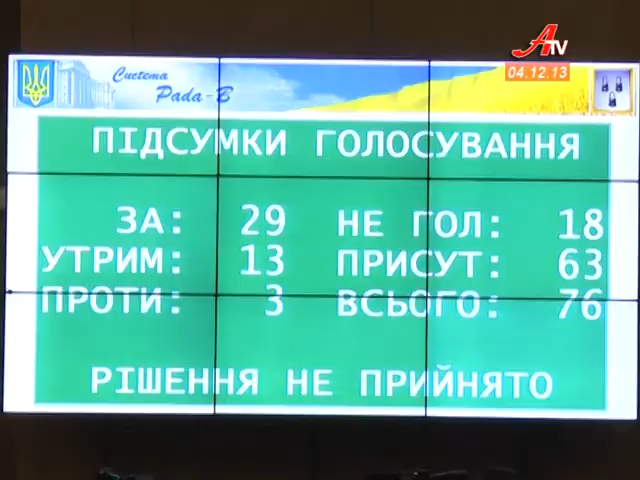 АTV
04.12.13
Система
Рада-В
ПІДСУМКИ ГОЛОСУВАННЯ
ЗА: 29 НЕ ГОЛ: 18
УТРИМ: 13 ПРИСУТ: 63
ПРОТИ: 3 ВСЬОГО: 76
РІШЕННЯ НЕ ПРИЙНЯТО